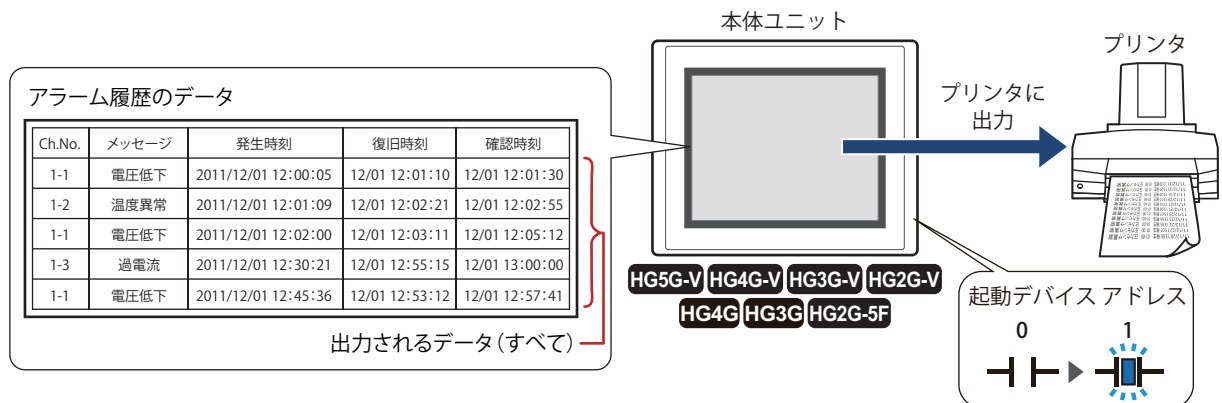 本体ユニット
プリンタ
アラーム履歴のデータ
プリンタに
出力
Ch.No. メッセージ 発生時刻 復旧時刻 確認時刻
1-1 電圧低下 2011/12/01 12:00:05 12/01 12:01:10 12/01 12:01:30
1-2 温度異常 2011/12/01 12:01:09 12/01 12:02:21 12/01 12:02:55
1-1 電圧低下 2011/12/01 12:02:00 12/01 12:03:11 12/01 12:05:12
1-3 過電流 2011/12/01 12:30:21 12/01 12:55:15 12/01 13:00:00
1-1 電圧低下 2011/12/01 12:45:36 12/01 12:53:12 12/01 12:57:41
出力されるデータ(すべて)
HG5G-V HG4G-V HG3G-V HG2G-V
HG4G HG3G HG2G-5F
起動デバイス アドレス
0 1